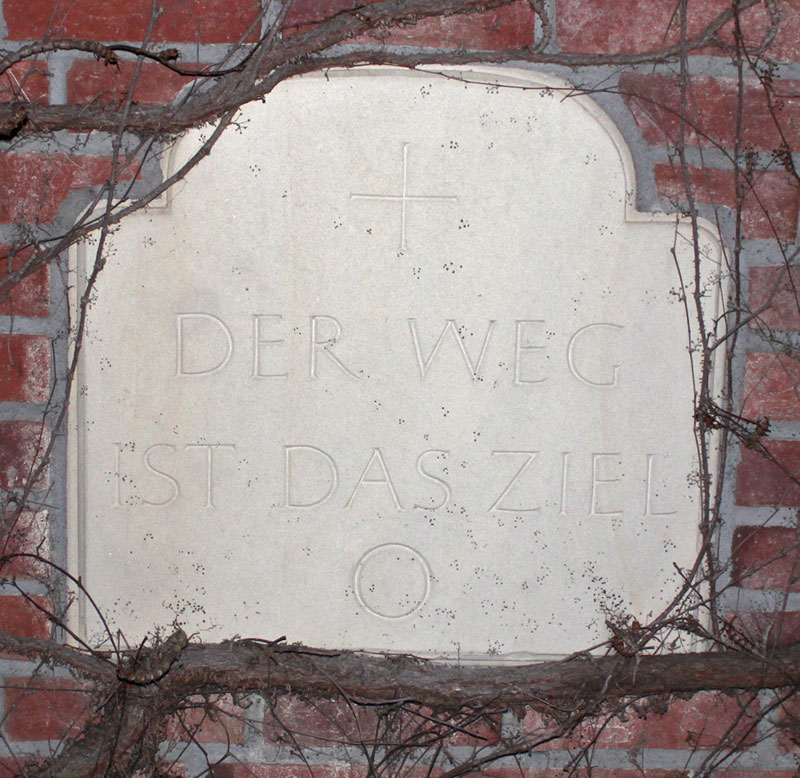 DER WEG
IST DAS ZIEL